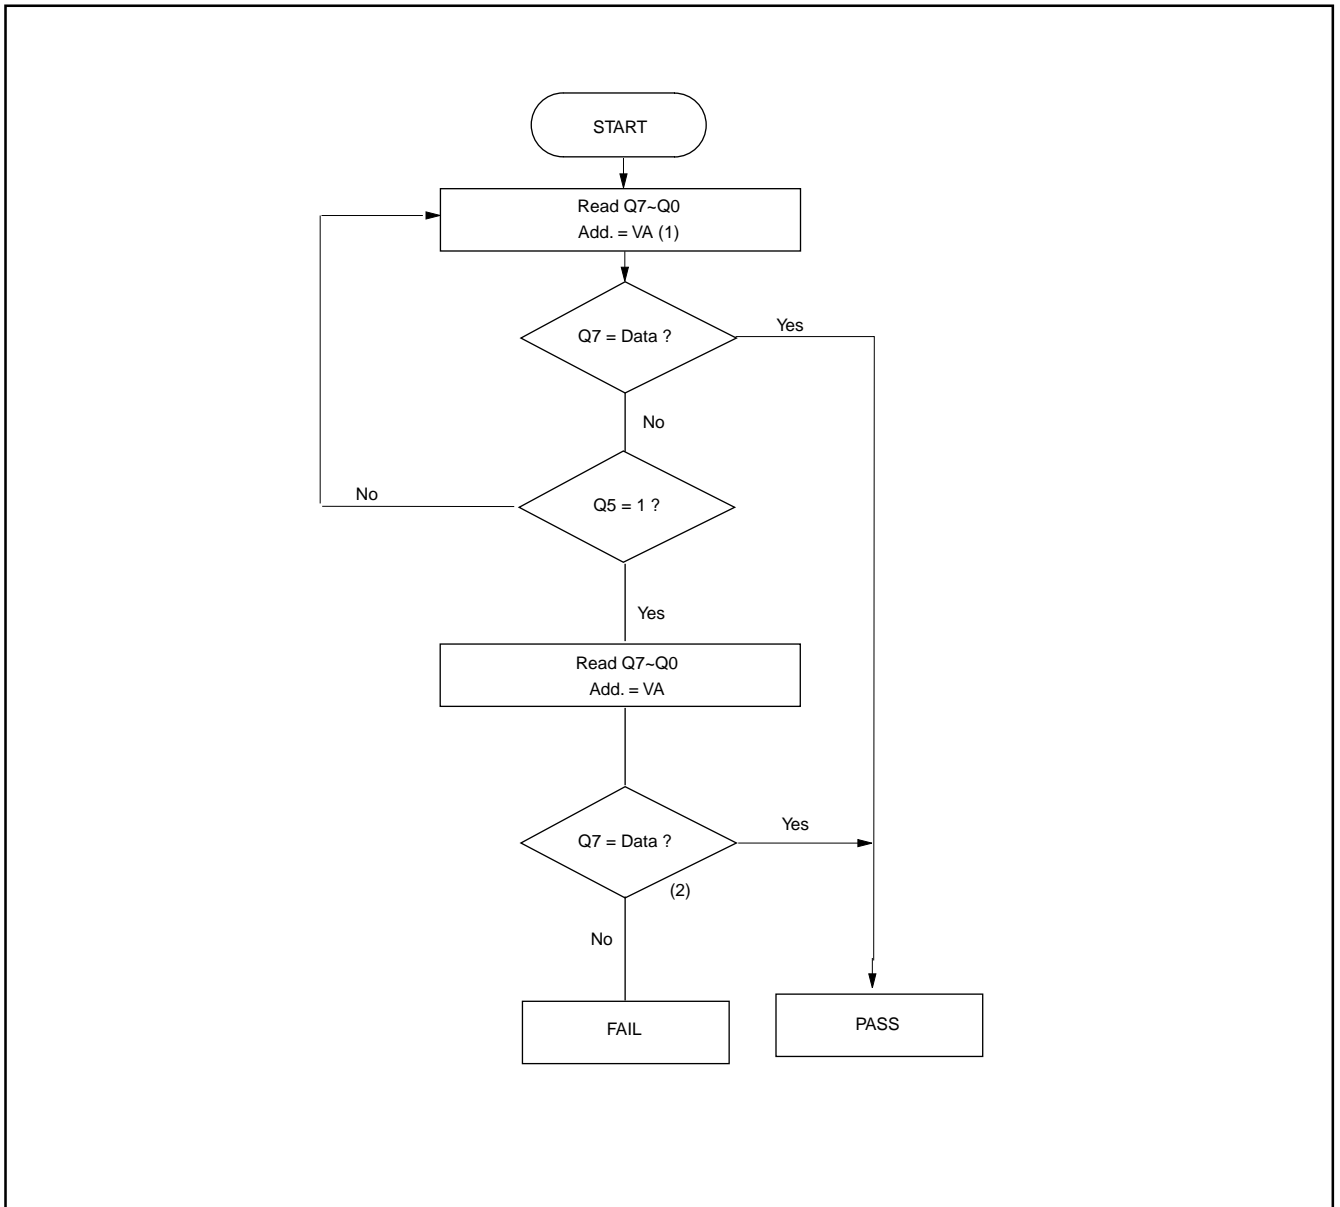 START
Read Q7~Q0
Add. = VA (1)
Q7 = Data ?
Yes
No
Q5 = 1 ?
No
Yes
Read Q7~Q0
Add. = VA
Q7 = Data ?
Yes
(2)
No
FAIL
PASS